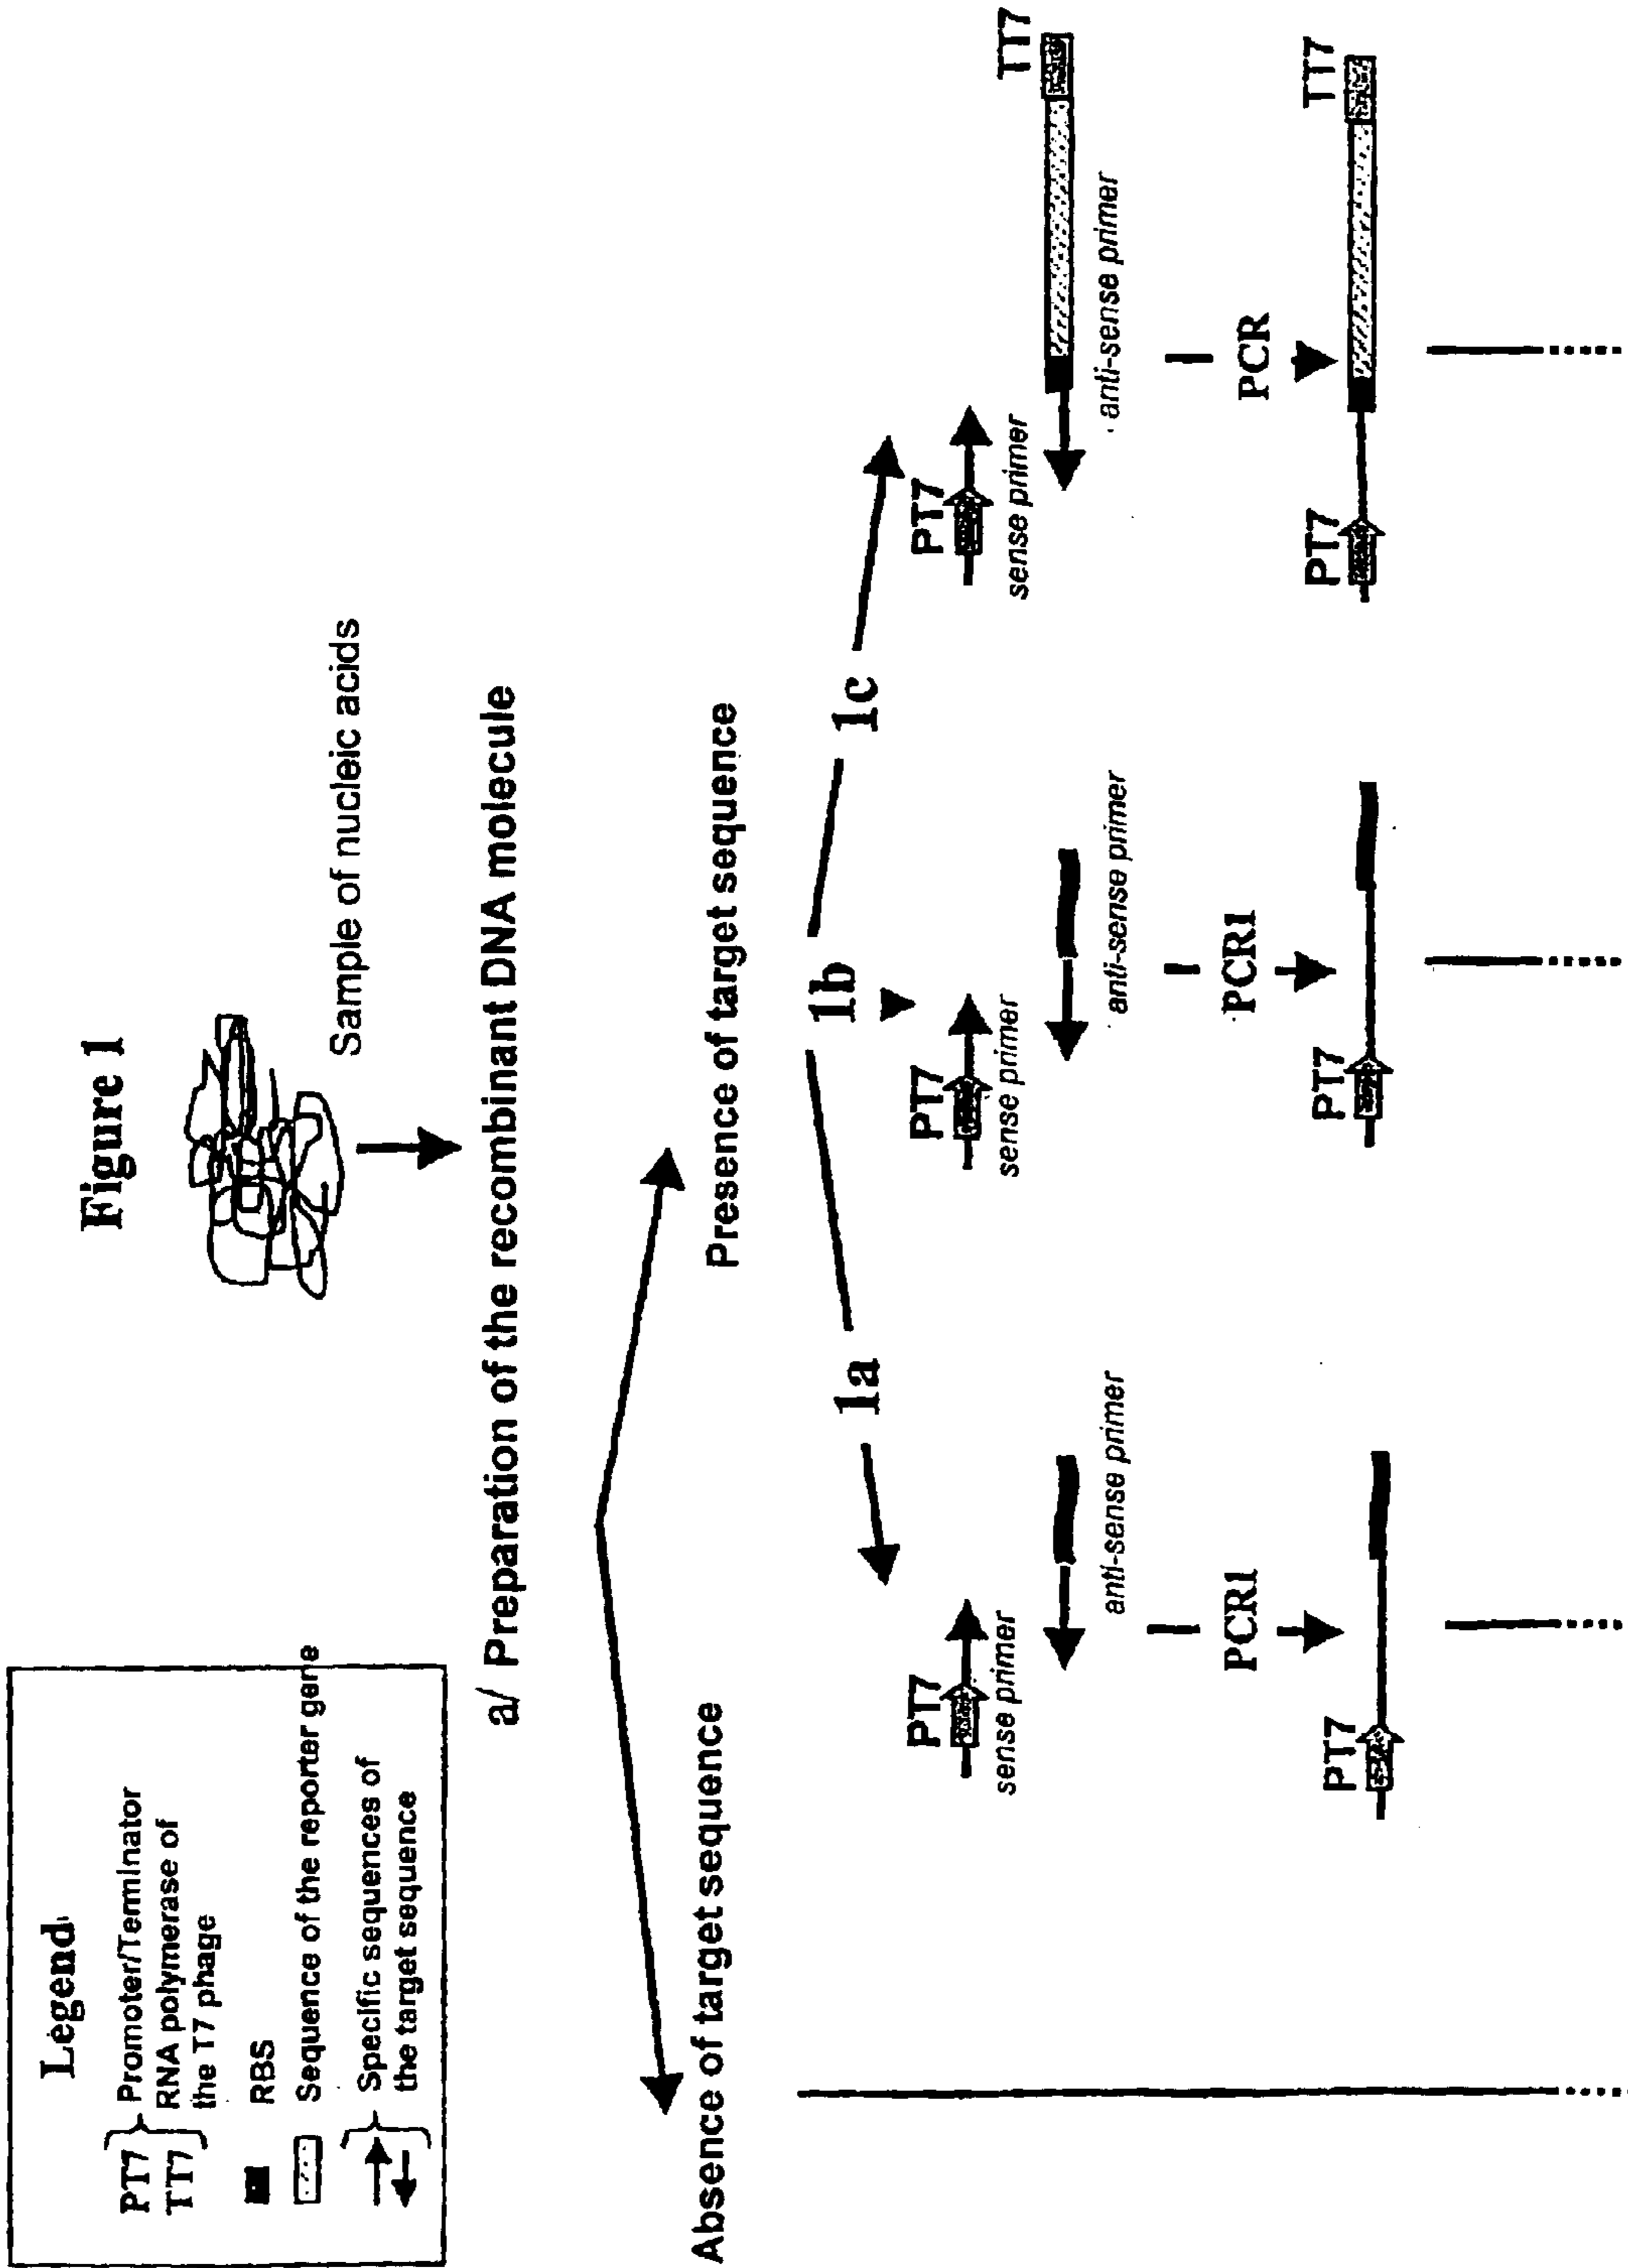 Figure 1
Legend
PT7
TT7
Promoter/Terminator
RNA polymerase of
the T7 phage
RBS
Sequence of the reporter gene
Specific sequences of
the target sequence
Sample of nucleic acids
a/ Preparation of the recombinant DNA molecule
Absence of target sequence
Presence of target sequence
1a
1b
1c
PT7
sense primer
anti-sense primer
PCR1
PT7
PT7
sense primer
anti-sense primer
PCR1
PT7
PT7
sense primer
TT7
anti-sense primer
PCR
PT7
TT7